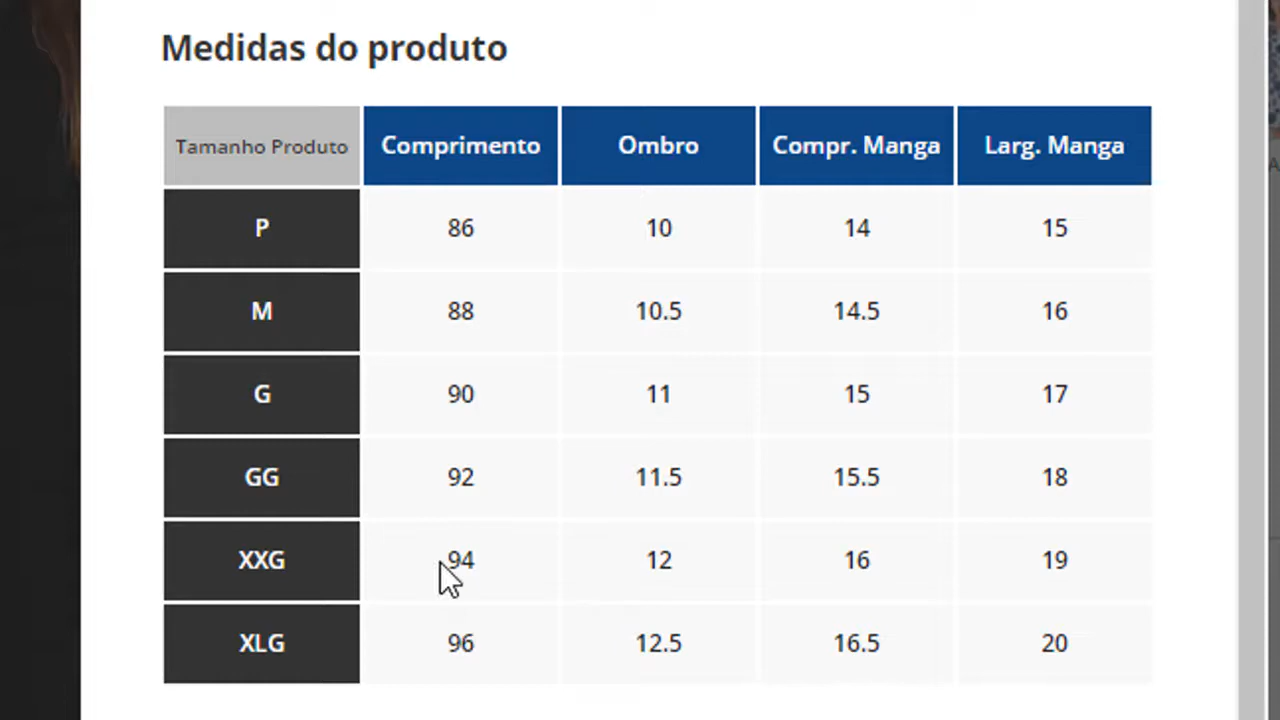 Medidas do produto
Tamanho Produto Comprimento Ombro Compr. Manga Larg. Manga
P 86 10 14 15
M 88 10.5 14.5 16
G 90 11 15 17
GG 92 11.5 15.5 18
XXG 94 12 16 19
XLG 96 12.5 16.5 20